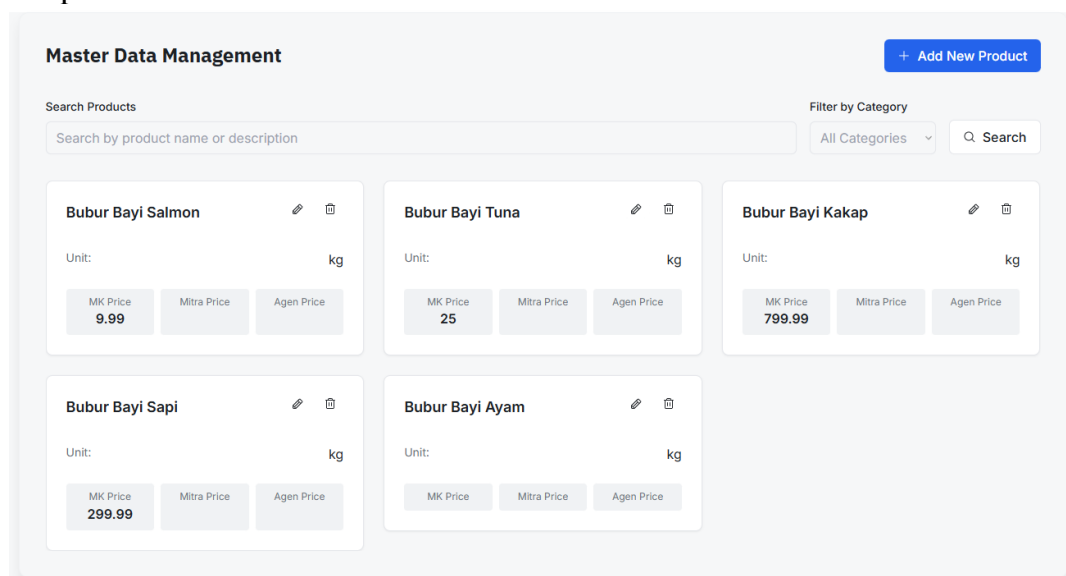 Master Data Management
+ Add New Product
Search Products
Filter by Category
Search by product name or description
All Categories
Search
Bubur Bayi Salmon
Unit:
kg
MK Price
9.99
Mitra Price
Agen Price
Bubur Bayi Tuna
Unit:
kg
MK Price
25
Mitra Price
Agen Price
Bubur Bayi Kakap
Unit:
kg
MK Price
799.99
Mitra Price
Agen Price
Bubur Bayi Sapi
Unit:
kg
MK Price
299.99
Mitra Price
Agen Price
Bubur Bayi Ayam
Unit:
kg
MK Price
Mitra Price
Agen Price